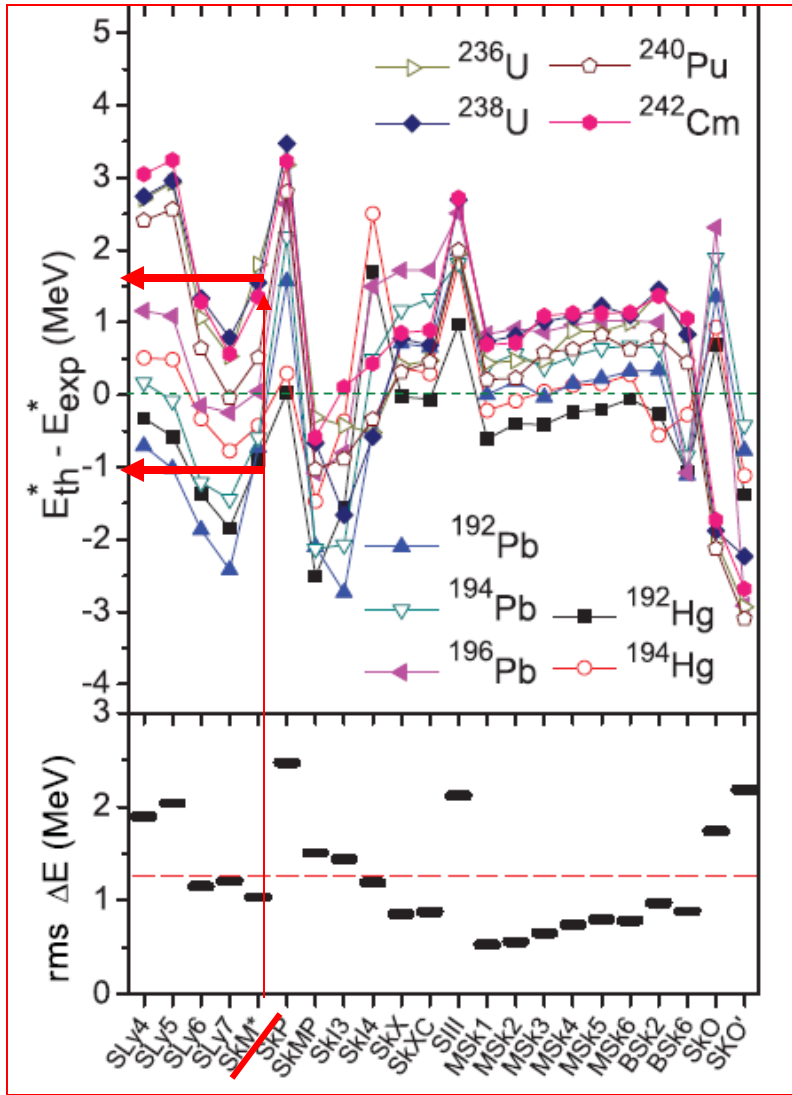 5
²³⁶U ²⁴⁰Pu
4
²³⁸U ²⁴²Cm
3
2
1
0
-1
-2
-3
-4
E*th - E*exp (MeV)
¹⁹²Pb
¹⁹⁴Pb ¹⁹²Hg
¹⁹⁶Pb ¹⁹⁴Hg
3
2
1
0
rms ΔE (MeV)
SLy4
SLy5
SLy6
SLy7
SkM*
SkP
SkMP
SkI3
SkI4
SkX
SkXC
SIII
MSk1
MSk2
MSk3
MSk4
MSk5
MSk6
BSk2
BSk6
SkO
SKO'